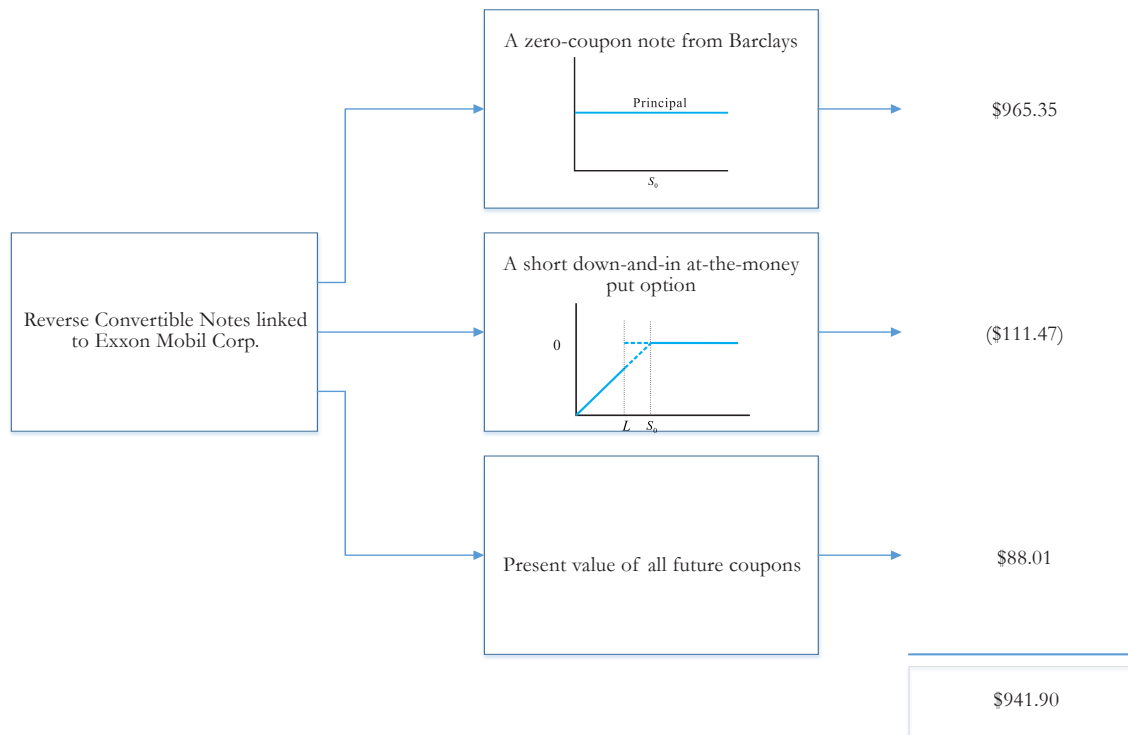 A zero-coupon note from Barclays
Principal
S₀
$965.35
Reverse Convertible Notes linked
to Exxon Mobil Corp.
A short down-and-in at-the-money
put option
0
L S₀
($111.47)
Present value of all future coupons
$88.01
$941.90